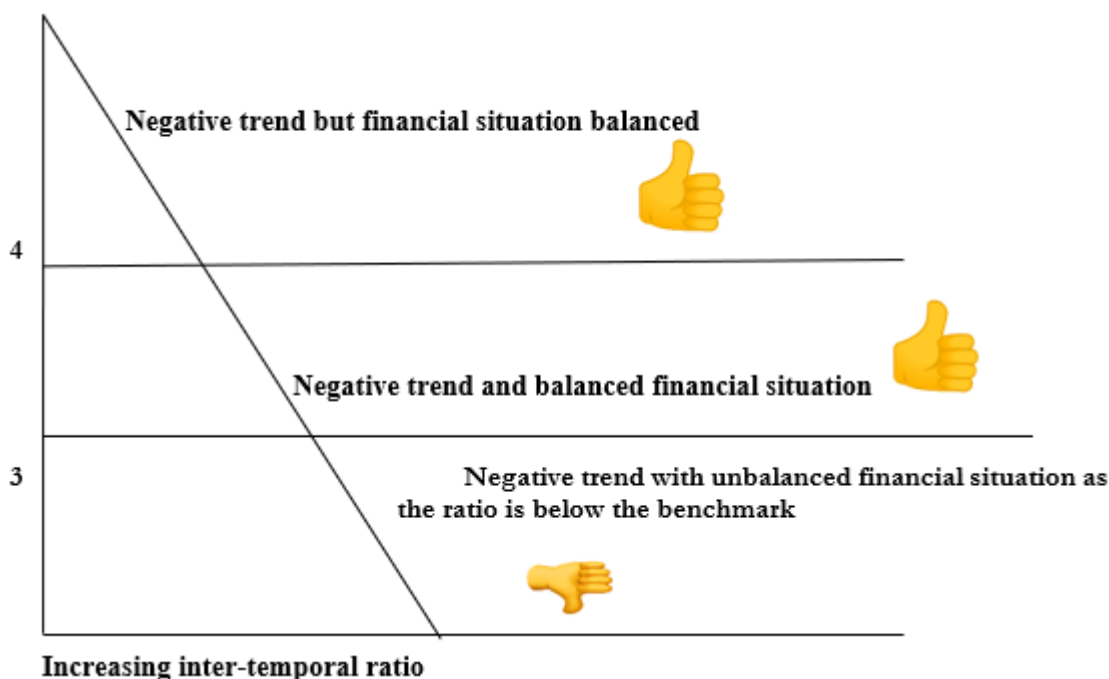 Negative trend but financial situation balanced
4
Negative trend and balanced financial situation
3
Negative trend with unbalanced financial situation as
the ratio is below the benchmark
Increasing inter-temporal ratio